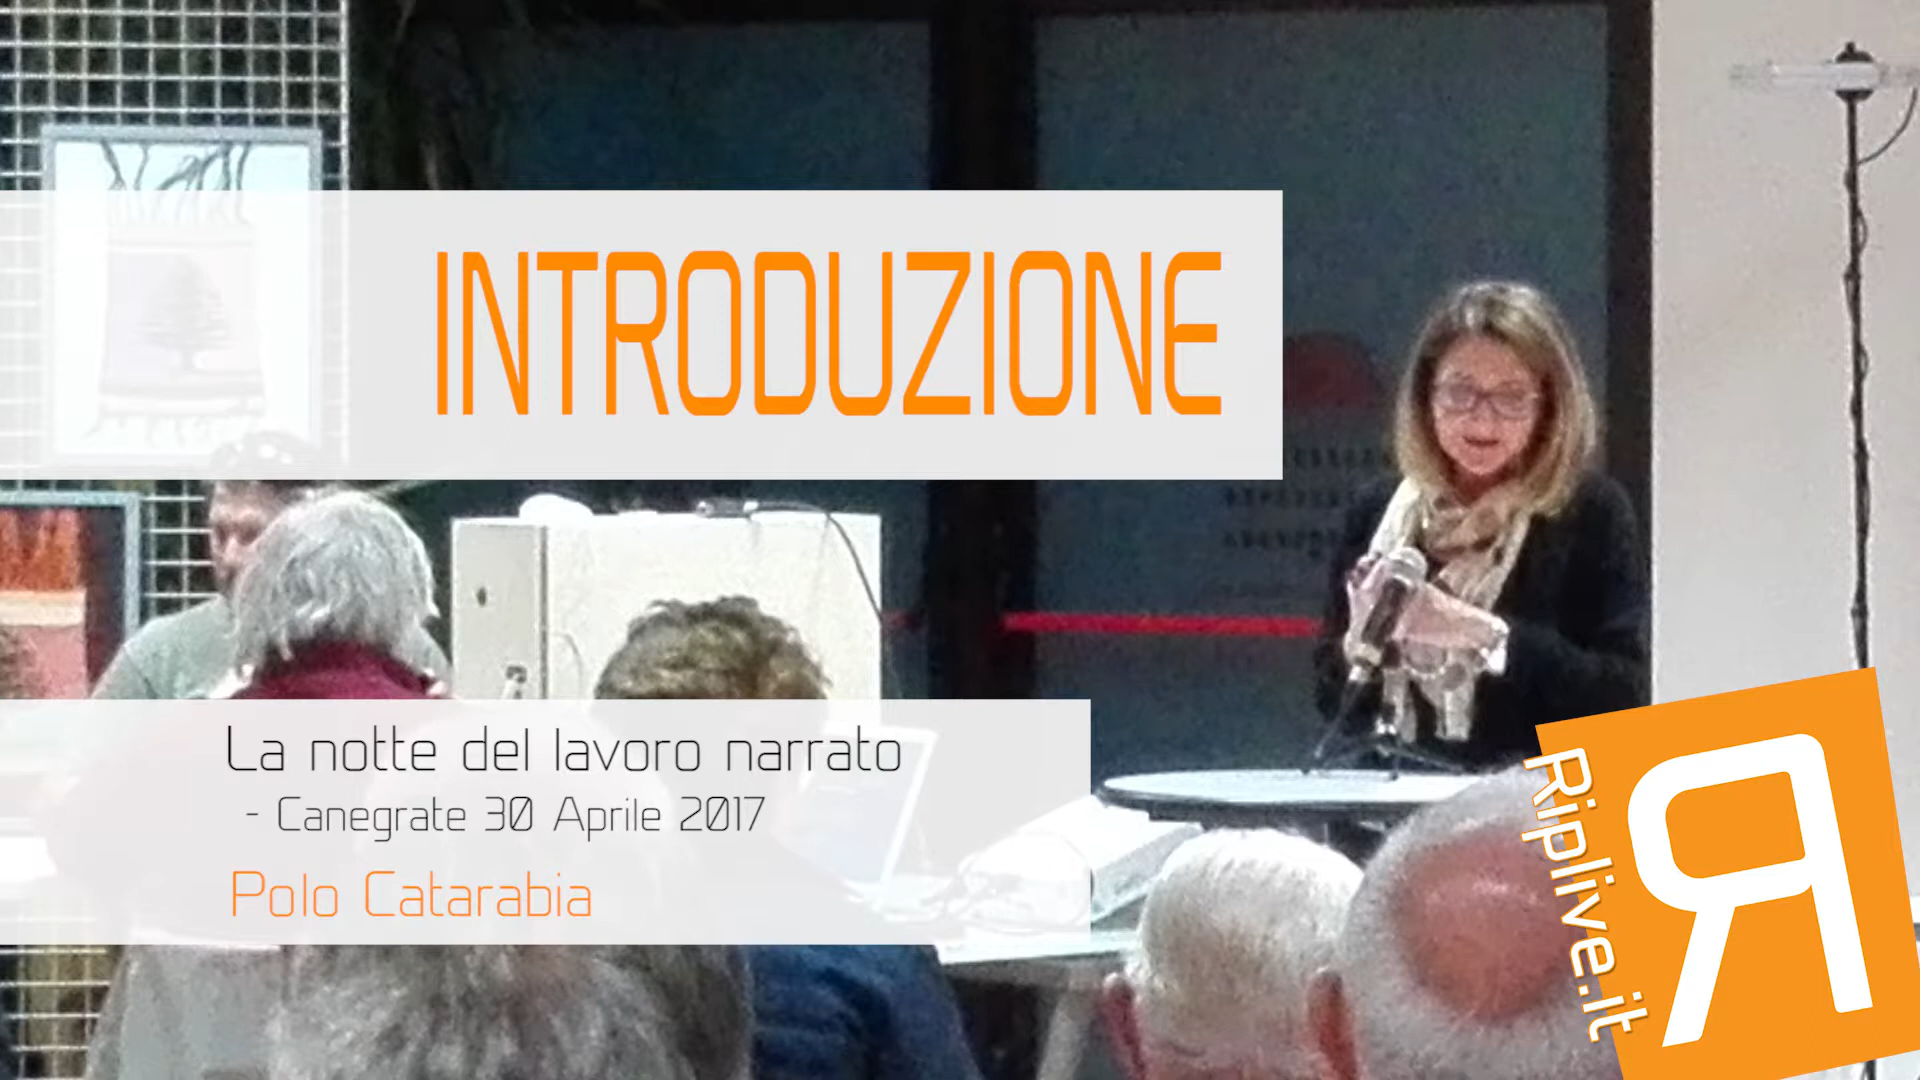 INTRODUZIONE
La notte del lavoro narrato
- Canegrate 30 Aprile 2017
Polo Catarabia
Riplive.it
R